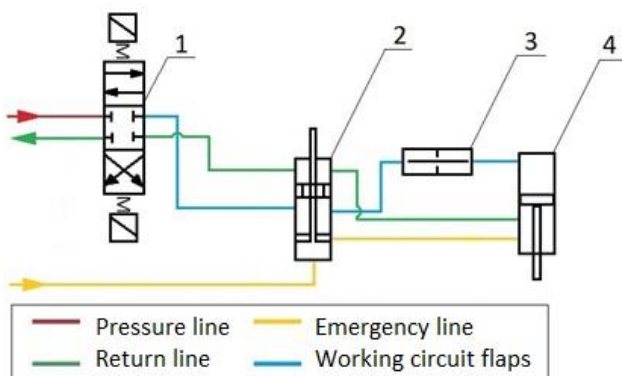 1
2
3
4
Pressure line
Emergency line
Return line
Working circuit flaps